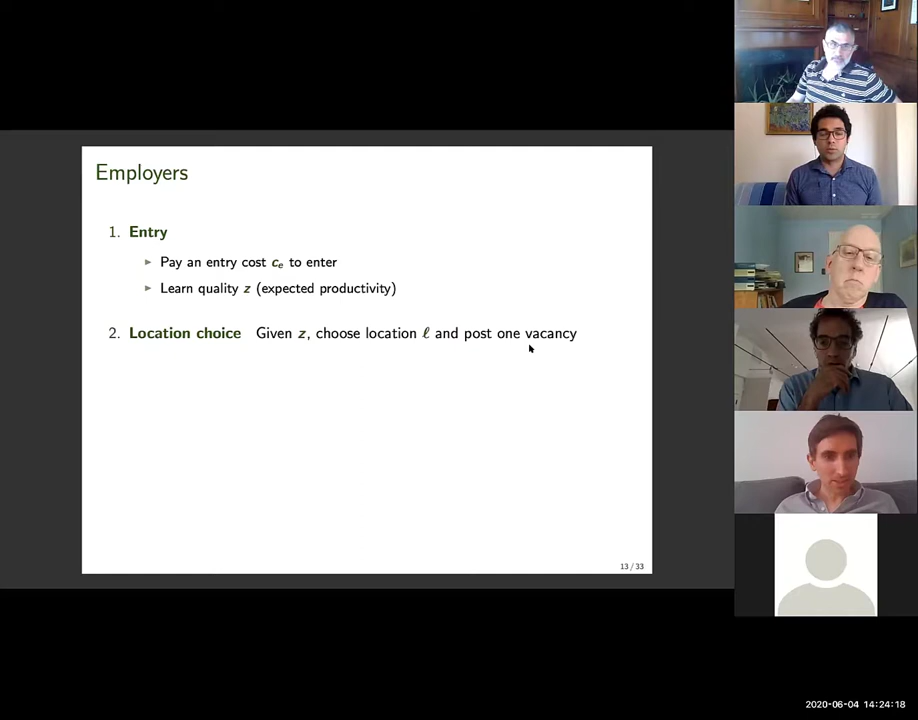 Employers
1. Entry
▶ Pay an entry cost cₑ to enter
▶ Learn quality z (expected productivity)
2. Location choice Given z, choose location ℓ and post one vacancy
13 / 33
2020-06-04 14:24:18